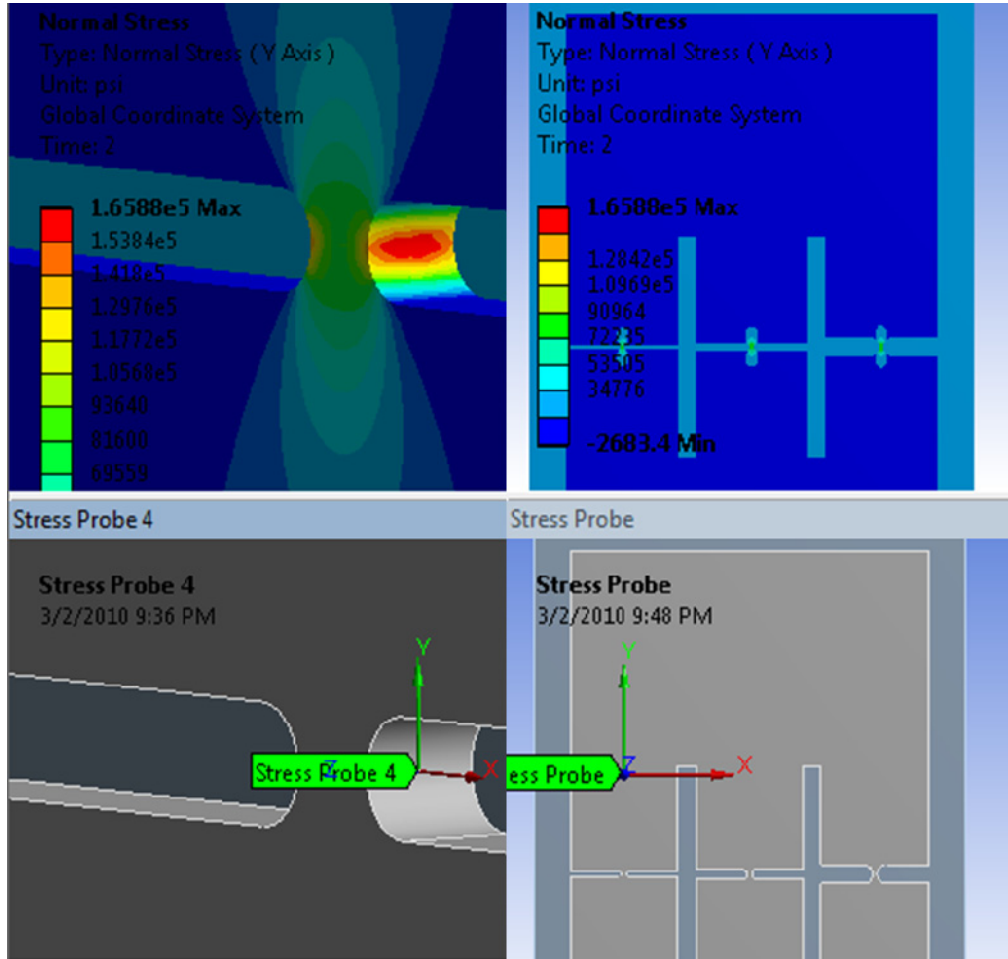 Normal Stress
Type: Normal Stress ( Y Axis )
Unit: psi
Global Coordinate System
Time: 2
1.6588e5 Max
1.5384e5
1.418e5
1.2976e5
1.1772e5
1.0568e5
93640
81600
69559
Normal Stress
Type: Normal Stress ( Y Axis )
Unit: psi
Global Coordinate System
Time: 2
1.6588e5 Max
1.2842e5
1.0969e5
90964
72235
53505
34776
-2683.4 Min
Stress Probe 4
Stress Probe 4
3/2/2010 9:36 PM
Y
Stress Probe 4
Z
X
Stress Probe
Stress Probe
3/2/2010 9:48 PM
Y
ess Probe
Z
X